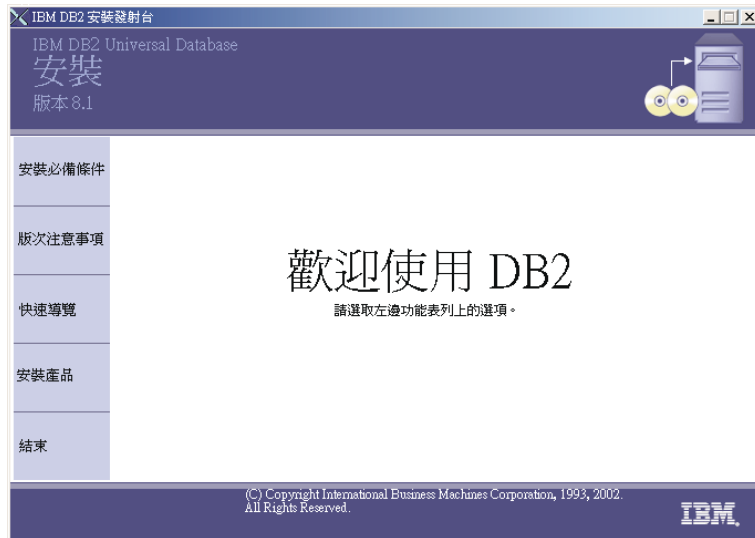 IBM DB2 安裝發射台
IBM DB2 Universal Database
安裝
版本 8.1
安裝必備條件
版次注意事項
快速導覽
安裝產品
結束
歡迎使用 DB2
請選取左邊功能表列上的選項。
(C) Copyright International Business Machines Corporation, 1993, 2002.
All Rights Reserved.
IBM.